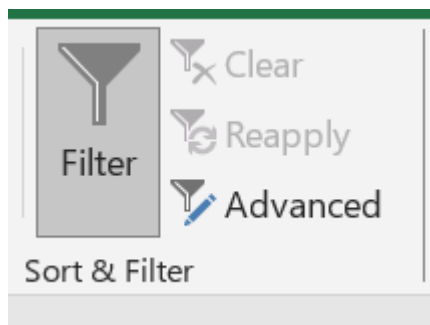 Filter
Clear
Reapply
Advanced
Sort & Filter